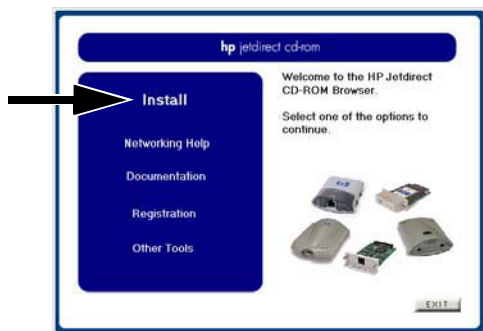 hp jetdirect cd-rom
Install
Networking Help
Documentation
Registration
Other Tools
Welcome to the HP Jetdirect
CD-ROM Browser.
Select one of the options to
continue.
EXIT